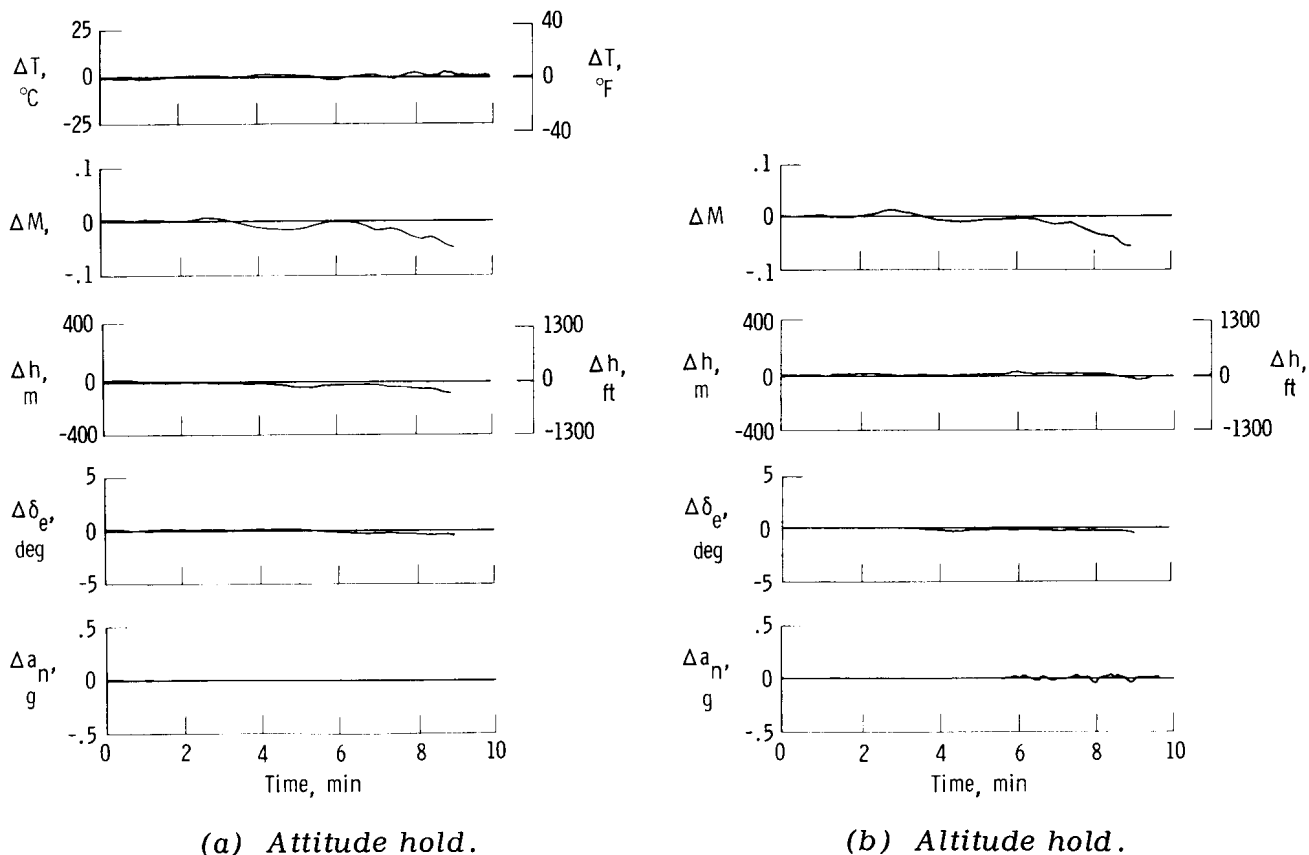 25
0
-25
ΔT,
°C
40
0
-40
ΔT,
°F
.1
0
-.1
ΔM,
400
0
-400
Δh,
m
1300
0
-1300
Δh,
ft
5
0
-5
Δδe,
deg
.5
0
-.5
Δan,
g
0 2 4 6 8 10
Time, min
(a) Attitude hold.
.1
0
-.1
ΔM
400
0
-400
Δh,
m
1300
0
-1300
Δh,
ft
5
0
-5
Δδe,
deg
.5
0
-.5
Δan,
g
0 2 4 6 8 10
Time, min
(b) Altitude hold.